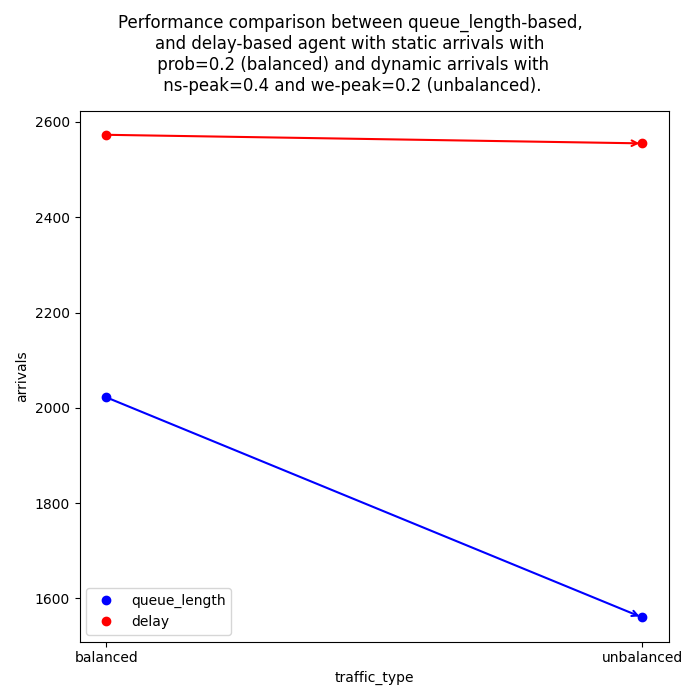 Performance comparison between queue_length-based,
and delay-based agent with static arrivals with
prob=0.2 (balanced) and dynamic arrivals with
ns-peak=0.4 and we-peak=0.2 (unbalanced).
2600
2400
2200
2000
1800
1600
arrivals
queue_length
delay
balanced
unbalanced
traffic_type